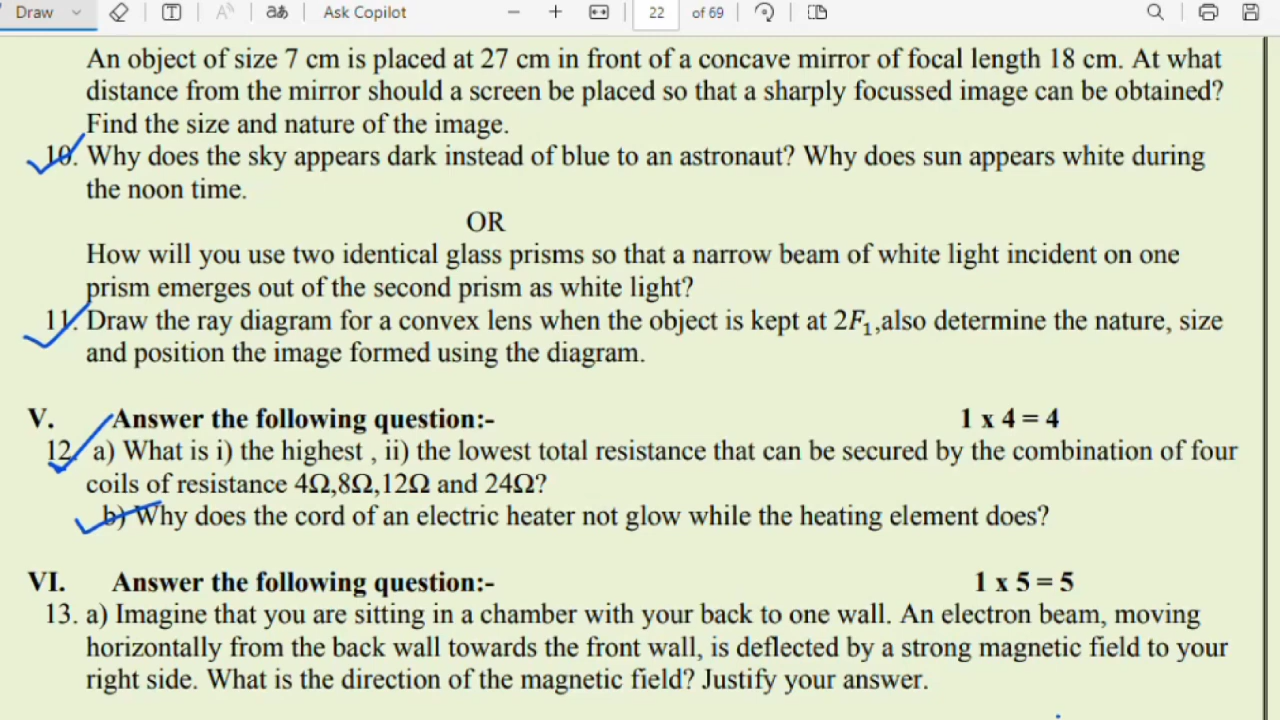 Draw
T
A
aあ
Ask Copilot
22
of 69
An object of size 7 cm is placed at 27 cm in front of a concave mirror of focal length 18 cm. At what
distance from the mirror should a screen be placed so that a sharply focussed image can be obtained?
Find the size and nature of the image.
10. Why does the sky appears dark instead of blue to an astronaut? Why does sun appears white during
the noon time.
OR
How will you use two identical glass prisms so that a narrow beam of white light incident on one
prism emerges out of the second prism as white light?
11. Draw the ray diagram for a convex lens when the object is kept at 2F₁,also determine the nature, size
and position the image formed using the diagram.
V. Answer the following question:- 1 x 4 = 4
12. a) What is i) the highest , ii) the lowest total resistance that can be secured by the combination of four
coils of resistance 4Ω,8Ω,12Ω and 24Ω?
b) Why does the cord of an electric heater not glow while the heating element does?
VI. Answer the following question:- 1 x 5 = 5
13. a) Imagine that you are sitting in a chamber with your back to one wall. An electron beam, moving
horizontally from the back wall towards the front wall, is deflected by a strong magnetic field to your
right side. What is the direction of the magnetic field? Justify your answer.